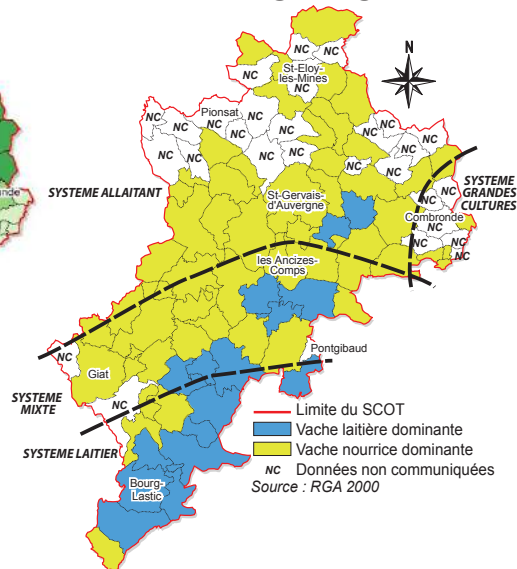 N
NC
NC
NC
NC
St-Eloy-
les-Mines
NC
NC
NC
Pionsat
NC
NC
NC
NC
NC
NC
NC
NC
NC
NC
NC
NC
NC
NC
SYSTEME ALLAITANT
SYSTEME
GRANDES
CULTURES
St-Gervais-
d'Auvergne
NC
Combronde
NC
NC
NC
NC
les Ancizes-
Comps
NC
Giat
Pontgibaud
SYSTEME
MIXTE
NC
SYSTEME LAITIER
Bourg-
Lastic
Limite du SCOT
Vache laitière dominante
Vache nourrice dominante
NC Données non communiquées
Source : RGA 2000